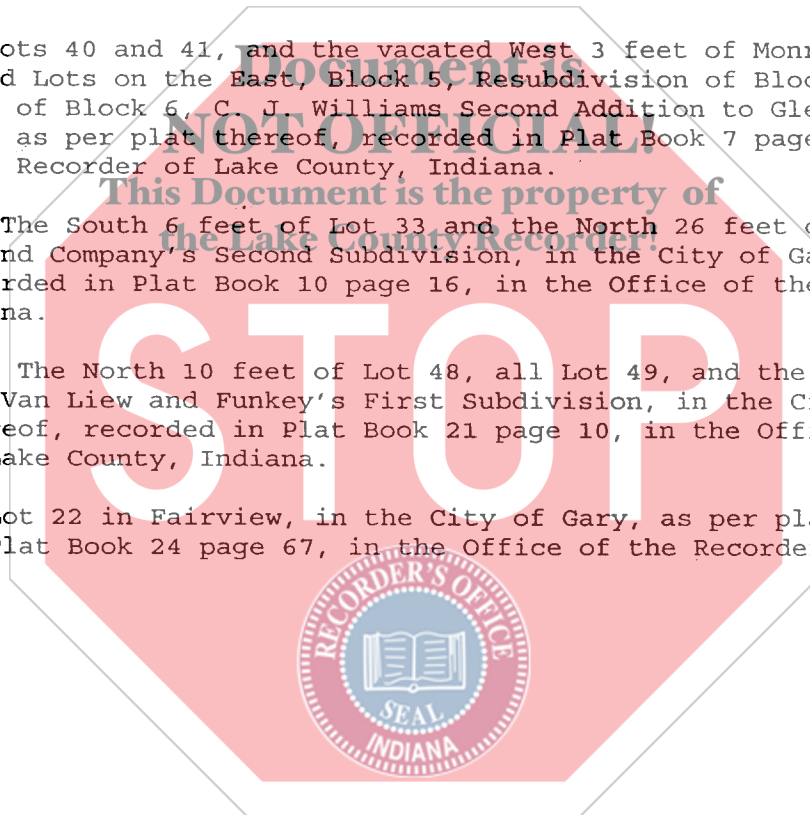 ots 40 and 41, and the vacated West 3 feet of Monr
d Lots on the East, Block 5, Resubdivision of Bloc
of Block 6, C. J. Williams Second Addition to Gle
as per plat thereof, recorded in Plat Book 7 page
Recorder of Lake County, Indiana.
The South 6 feet of Lot 33 and the North 26 feet o
nd Company's Second Subdivision, in the City of Ga
rded in Plat Book 10 page 16, in the Office of the
na.
The North 10 feet of Lot 48, all Lot 49, and the
Van Liew and Funkey's First Subdivision, in the Ci
eof, recorded in Plat Book 21 page 10, in the Offi
ake County, Indiana.
ot 22 in Fairview, in the City of Gary, as per pla
lat Book 24 page 67, in the Office of the Recorde
Document is
NOT OFFICIAL!
This Document is the property of
the Lake County Recorder!
STOP
RECORDER'S OFFICE
SEAL
INDIANA